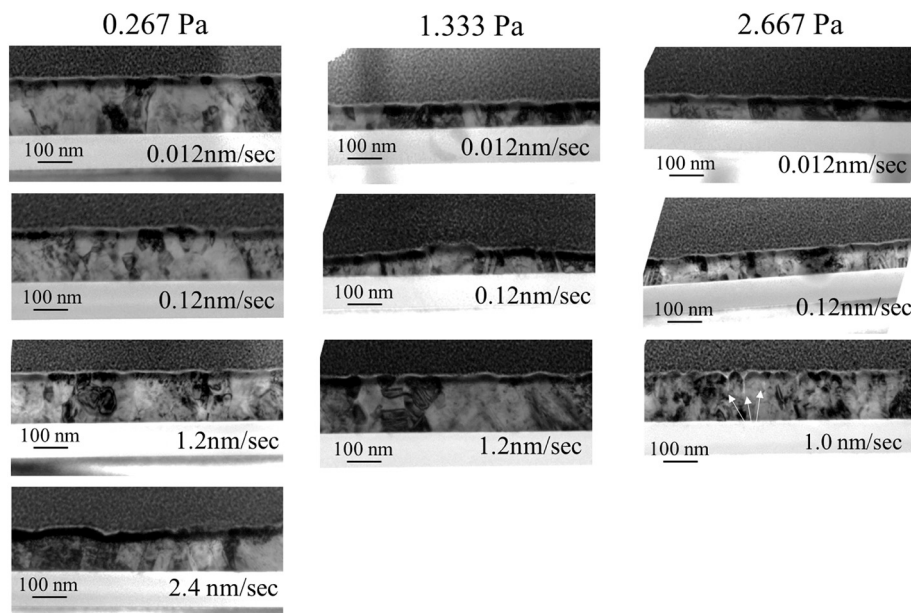 0.267 Pa
1.333 Pa
2.667 Pa
100 nm
0.012nm/sec
100 nm
0.012nm/sec
100 nm
0.012nm/sec
100 nm
0.12nm/sec
100 nm
0.12nm/sec
100 nm
0.12nm/sec
100 nm
1.2nm/sec
100 nm
1.2nm/sec
100 nm
1.0 nm/sec
100 nm
2.4 nm/sec